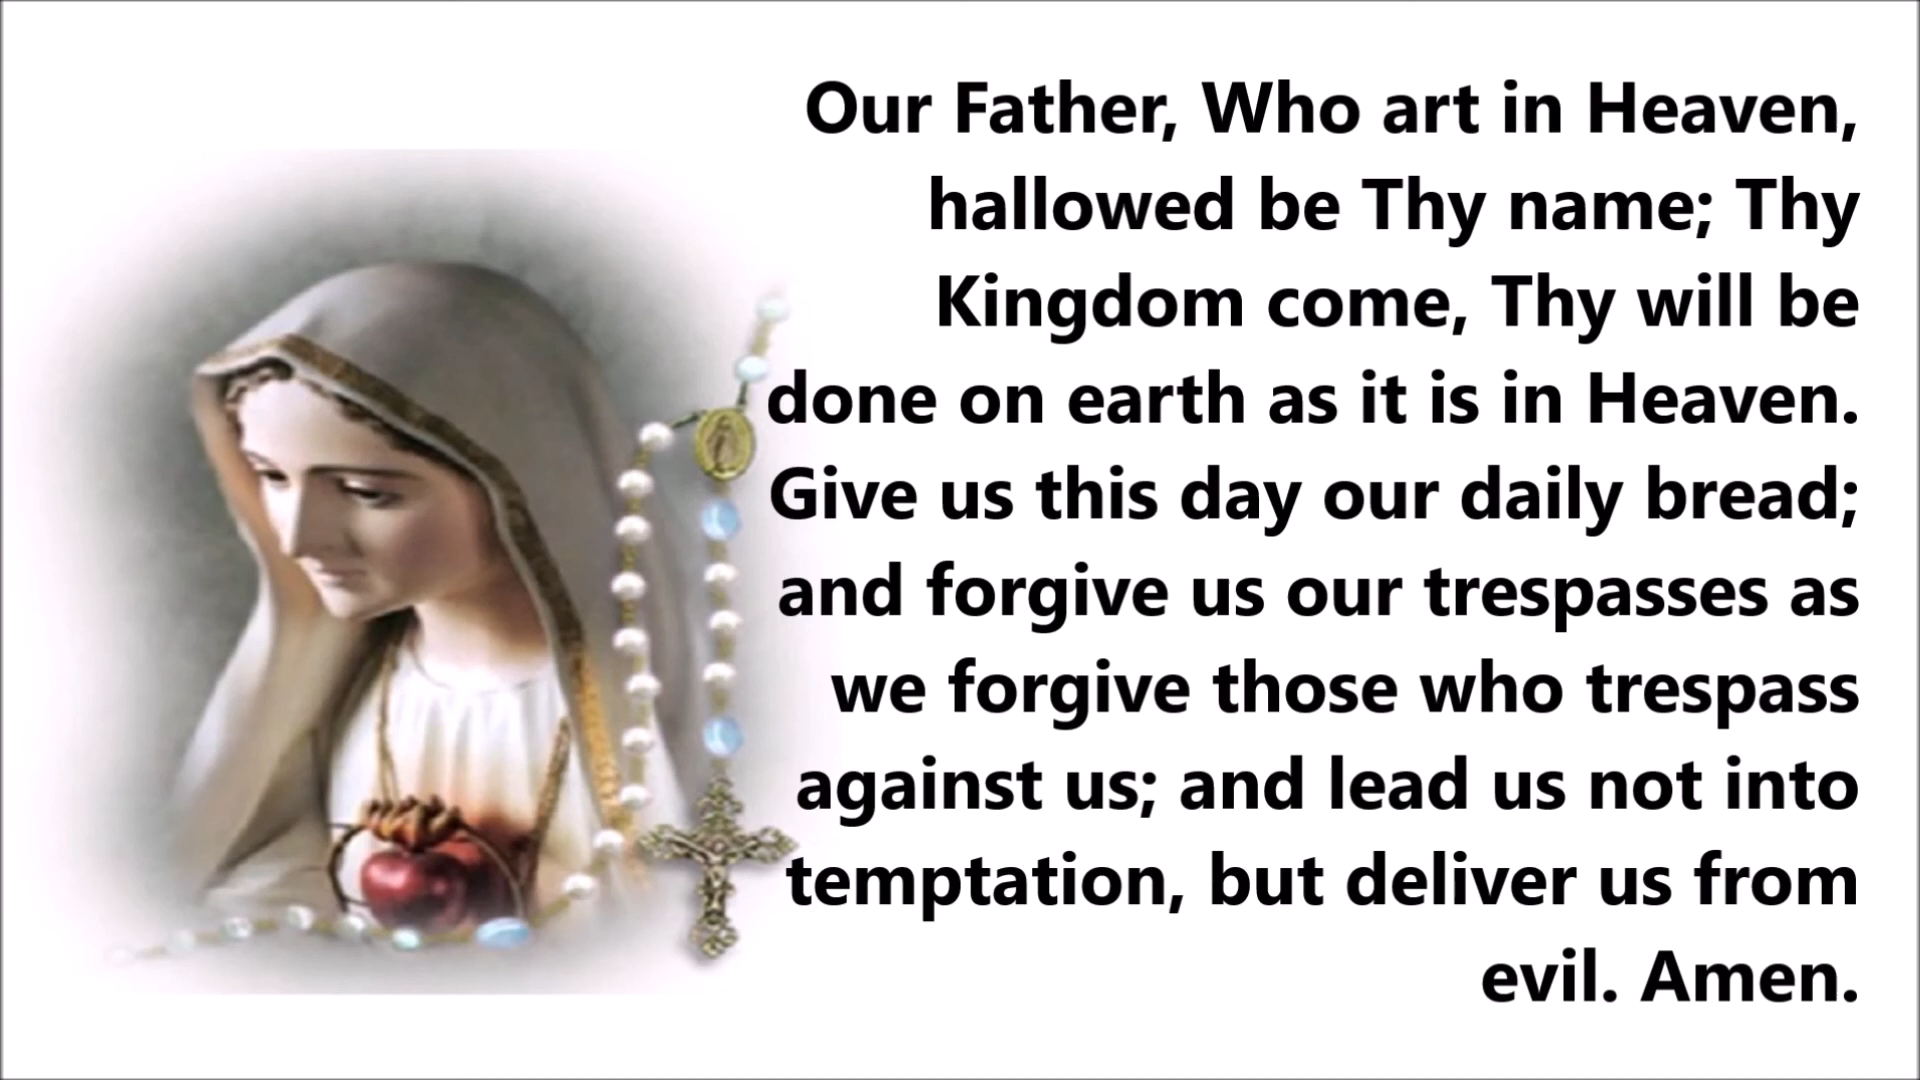 Our Father, Who art in Heaven,
hallowed be Thy name; Thy
Kingdom come, Thy will be
done on earth as it is in Heaven.
Give us this day our daily bread;
and forgive us our trespasses as
we forgive those who trespass
against us; and lead us not into
temptation, but deliver us from
evil. Amen.